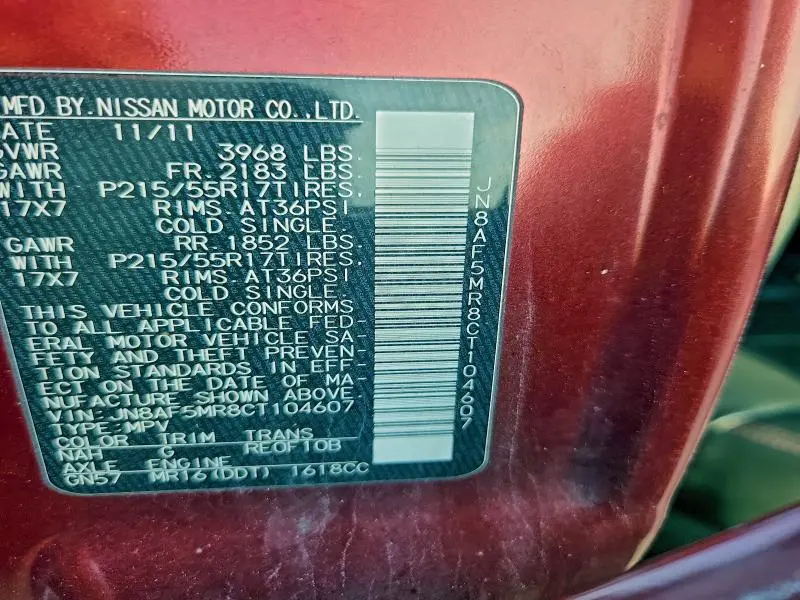 MFD BY NISSAN MOTOR CO.,LTD.
DATE 11/11
GVWR 3968 LBS.
GAWR FR. 2183 LBS.
WITH P215/55R17TIRES.
17X7 RIMS AT36PSI
COLD SINGLE.
GAWR RR. 1852 LBS.
WITH P215/55R17TIRES.
17X7 RIMS AT36PSI
COLD SINGLE.
THIS VEHICLE CONFORMS
TO ALL APPLICABLE FED-
ERAL MOTOR VEHICLE SA-
FETY AND THEFT PREVEN-
TION STANDARDS IN EFF-
ECT ON THE DATE OF MA-
NUFACTURE SHOWN ABOVE.
VIN:JN8AF5MR8CT104607
TYPE:MPV
COLOR TRIM TRANS
NAH G RE0F10B
AXLE ENGINE
GN57 MR16(DDT) 1618CC
JN8AF5MR8CT104607